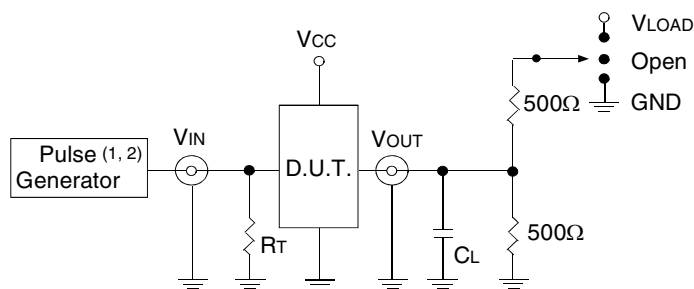 VLOAD
VCC
Open
500Ω
GND
VIN
VOUT
Pulse (1, 2)
Generator
D.U.T.
RT
CL
500Ω